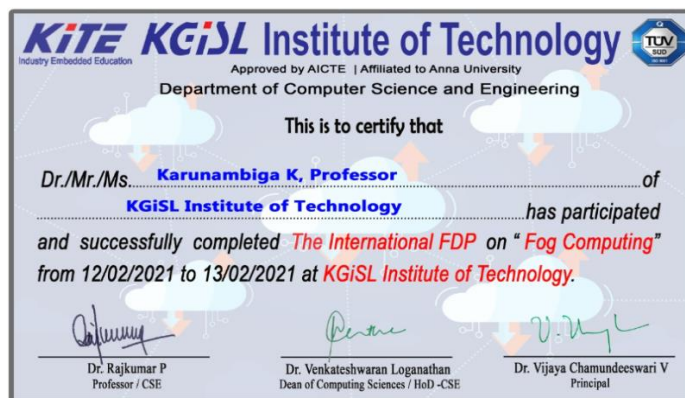 KiTE KGiSL Institute of Technology
Industry Embedded Education
TÜV
SUD
Approved by AICTE | Affiliated to Anna University
Department of Computer Science and Engineering
This is to certify that
Dr./Mr./Ms. Karunambiga K, Professor of
KGiSL Institute of Technology has participated
and successfully completed The International FDP on “ Fog Computing”
from 12/02/2021 to 13/02/2021 at KGiSL Institute of Technology.
Dr. Rajkumar P
Professor / CSE
Dr. Venkateshwaran Loganathan
Dean of Computing Sciences / HoD -CSE
Dr. Vijaya Chamundeeswari V
Principal